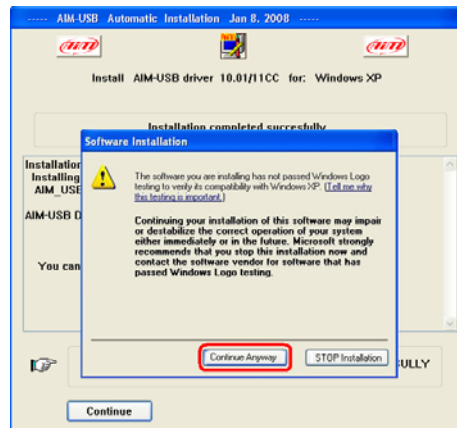 ----- AIM-USB Automatic Installation Jan 8. 2008 -----
AIM
AIM
Install AIM-USB driver 10.01/11CC for: Windows XP
Installation completed succesfully
Software Installation
Installation
Installing
AIM_USB
AIM-USB D
You can
The software you are installing has not passed Windows Logo
testing to verify its compatibility with Windows XP. (Tell me why
this testing is important.)
Continuing your installation of this software may impair
or destabilize the correct operation of your system
either immediately or in the future. Microsoft strongly
recommends that you stop this installation now and
contact the software vendor for software that has
passed Windows Logo testing.
Continue Anyway
STOP Installation
ULLY
Continue